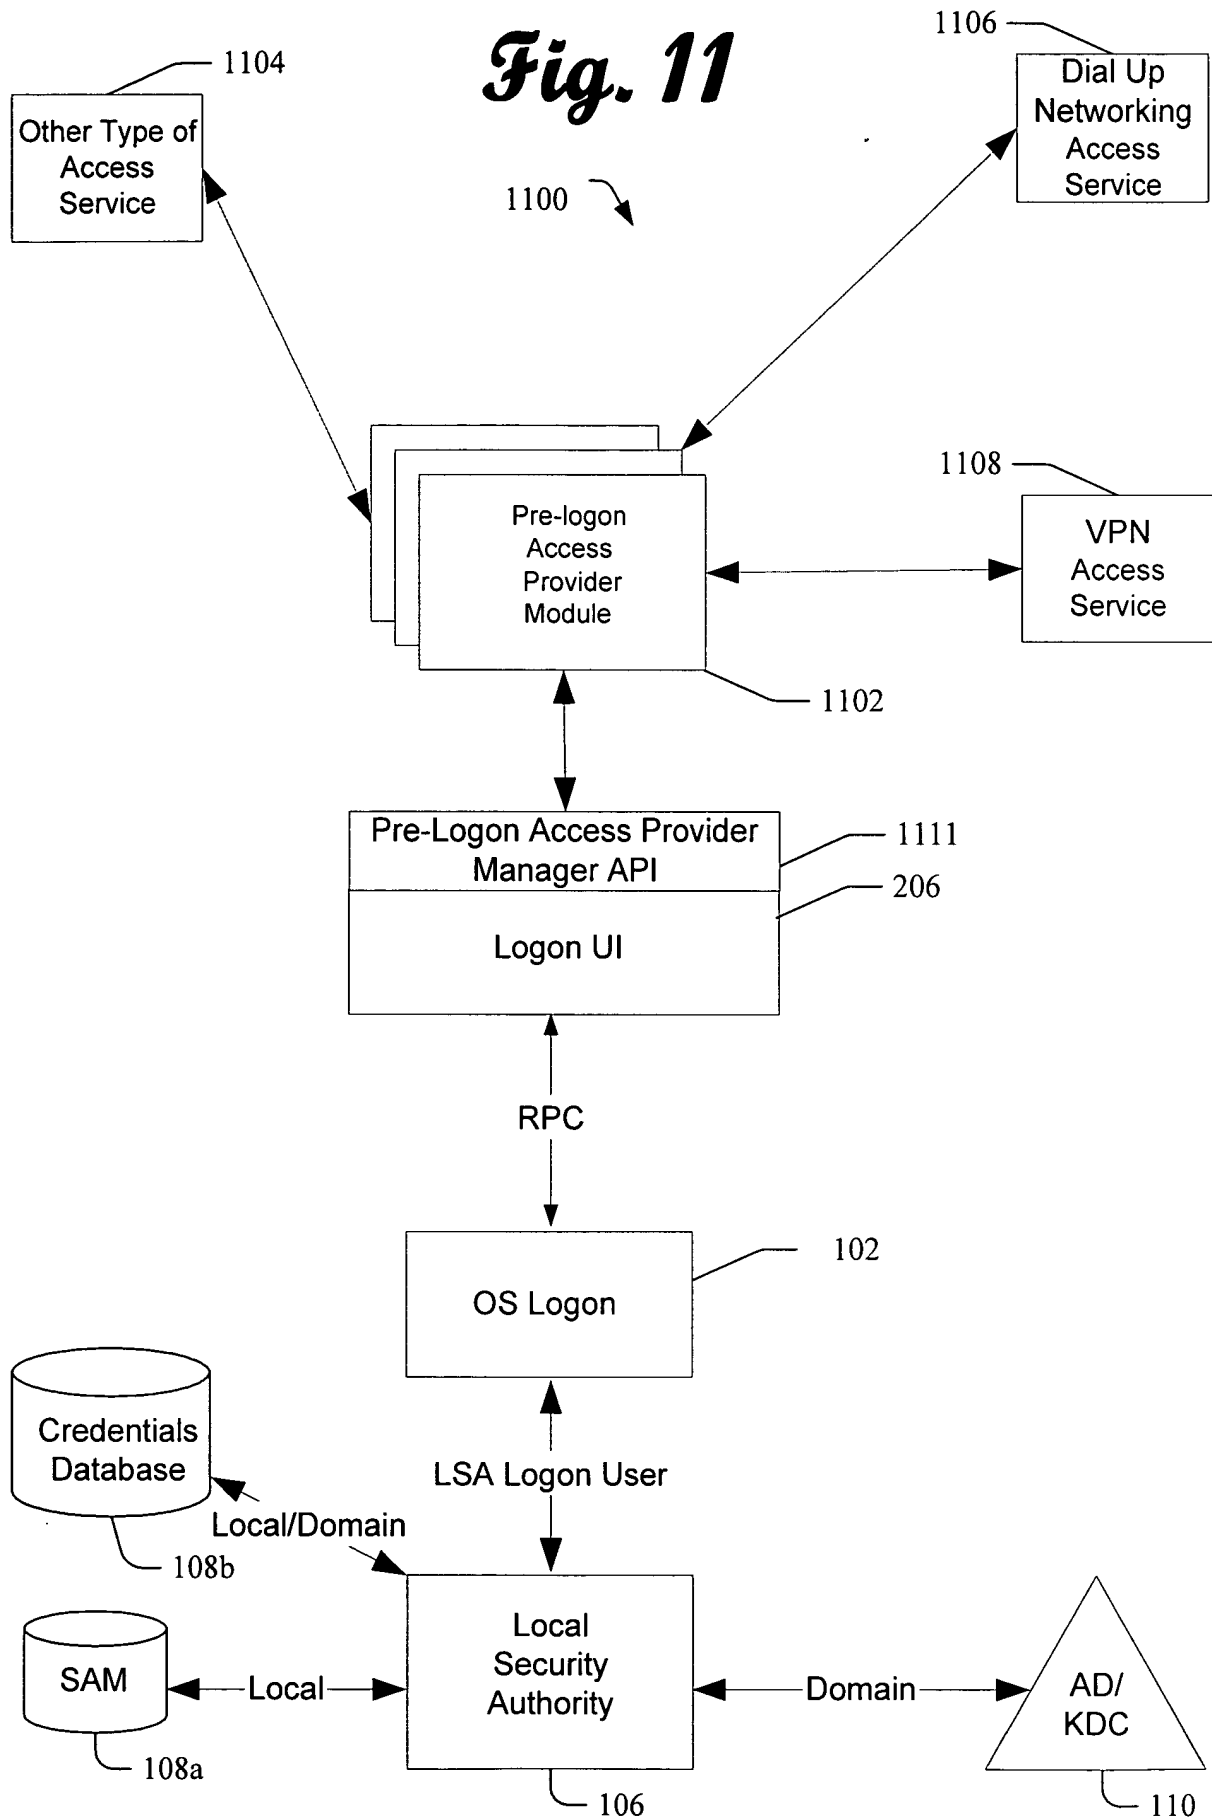 Fig. 11
1104
1106
Other Type of
Access
Service
Dial Up
Networking
Access
Service
1100
1108
Pre-logon
Access
Provider
Module
VPN
Access
Service
1102
Pre-Logon Access Provider
Manager API
1111
206
Logon UI
RPC
102
OS Logon
Credentials
Database
LSA Logon User
Local/Domain
108b
Local
Security
Authority
SAM
Local
Domain
AD/
KDC
108a
106
110